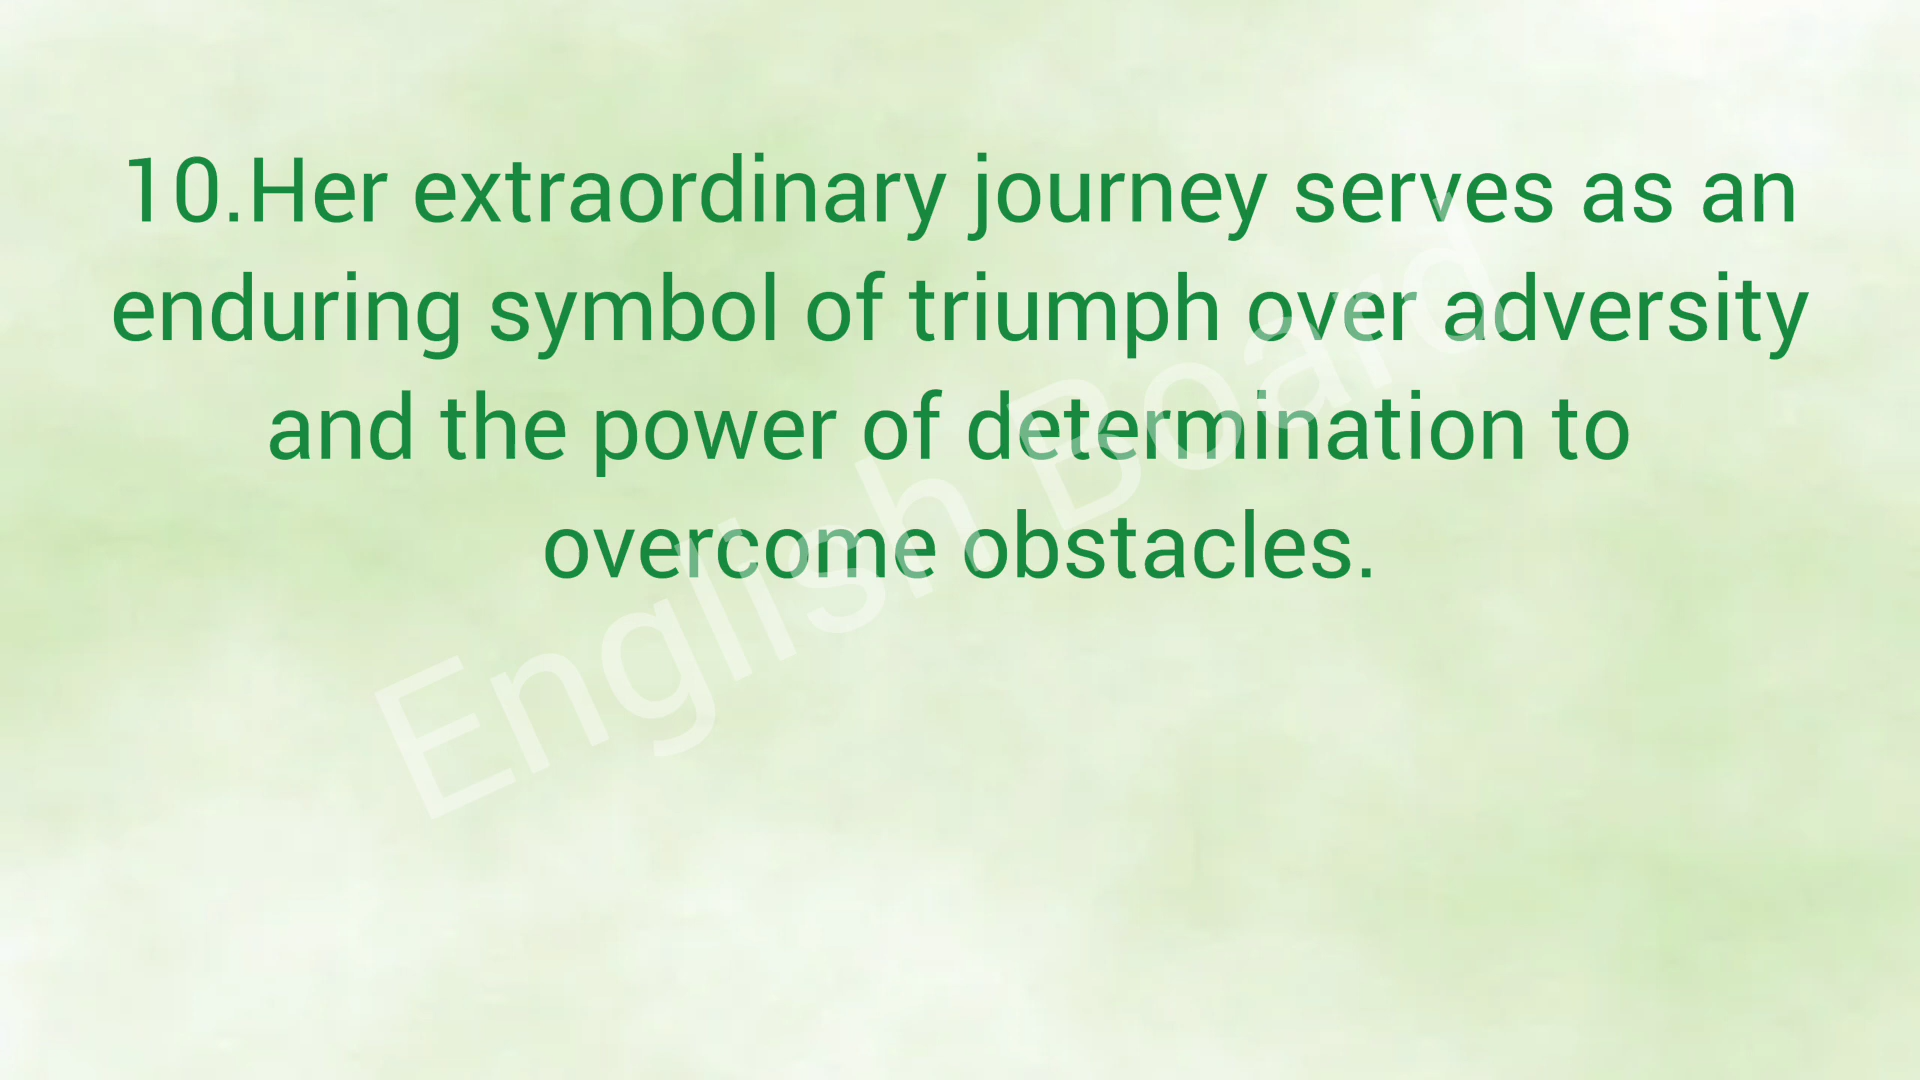 10.Her extraordinary journey serves as an
enduring symbol of triumph over adversity
and the power of determination to
overcome obstacles.
English Board